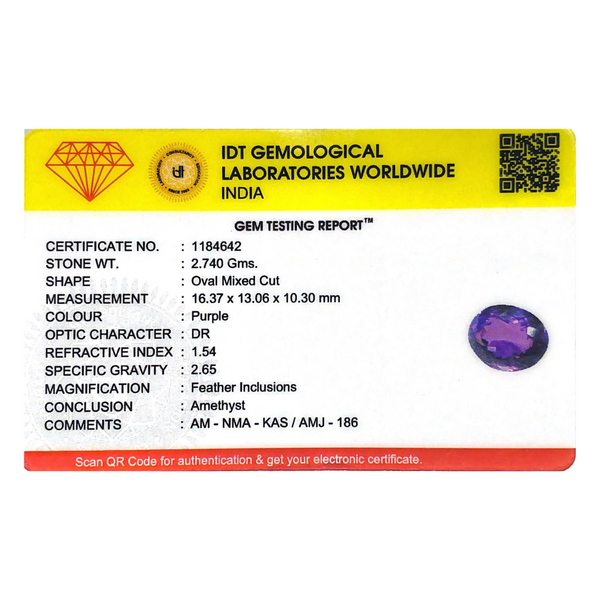 IDT GEMOLOGICAL
LABORATORIES WORLDWIDE
INDIA
GEM TESTING REPORT™
CERTIFICATE NO. : 1184642
STONE WT. : 2.740 Gms.
SHAPE : Oval Mixed Cut
MEASUREMENT : 16.37 x 13.06 x 10.30 mm
COLOUR : Purple
OPTIC CHARACTER : DR
REFRACTIVE INDEX : 1.54
SPECIFIC GRAVITY : 2.65
MAGNIFICATION : Feather Inclusions
CONCLUSION : Amethyst
COMMENTS : AM - NMA - KAS / AMJ - 186
Scan QR Code for authentication & get your electronic certificate.